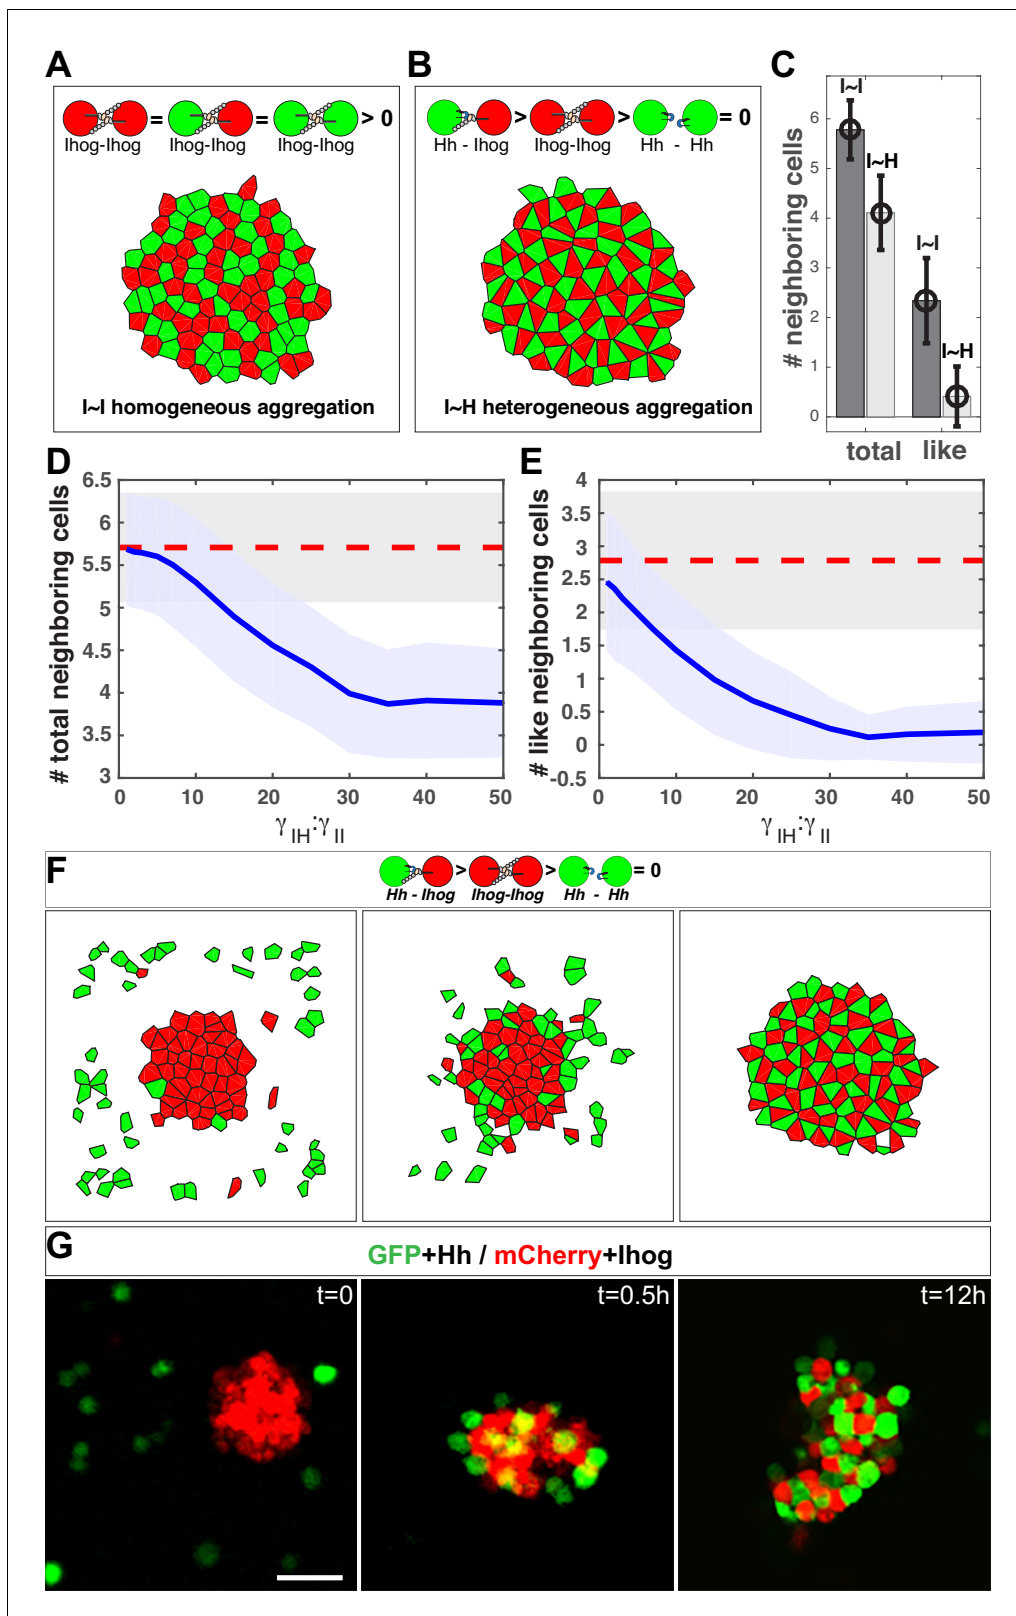 A
= = > 0
Ihog-Ihog Ihog-Ihog Ihog-Ihog
I~I homogeneous aggregation
B
> > = 0
Hh - Ihog Ihog-Ihog Hh - Hh
I~H heterogeneous aggregation
C
# neighboring cells
6
5
4
3
2
1
0
I~I
I~H
I~I
I~H
total like
D
# total neighboring cells
6.5
6
5.5
5
4.5
4
3.5
3
0 10 20 30 40 50
γIH:γII
E
# like neighboring cells
4
3.5
3
2.5
2
1.5
1
0.5
0
-0.5
0 10 20 30 40 50
γIH:γII
F
> > = 0
Hh - Ihog Ihog-Ihog Hh - Hh
G
GFP+Hh / mCherry+Ihog
t=0
t=0.5h
t=12h